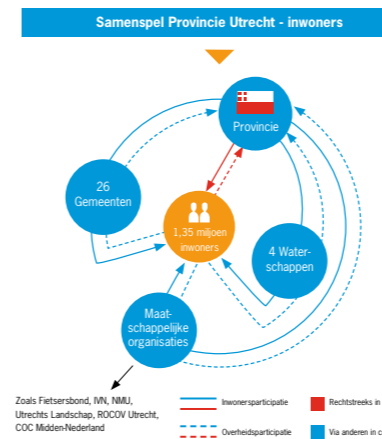 Samenspel Provincie Utrecht - inwoners
Provincie
26
Gemeenten
1,35 miljoen
inwoners
4 Water-
schappen
Maat-
schappelijke
organisaties
Zoals Fietsersbond, IVN, NMU,
Utrechts Landschap, ROCOV Utrecht,
COC Midden-Nederland
Inwonersparticipatie
Overheidsparticipatie
Rechtstreeks in
Via anderen in c